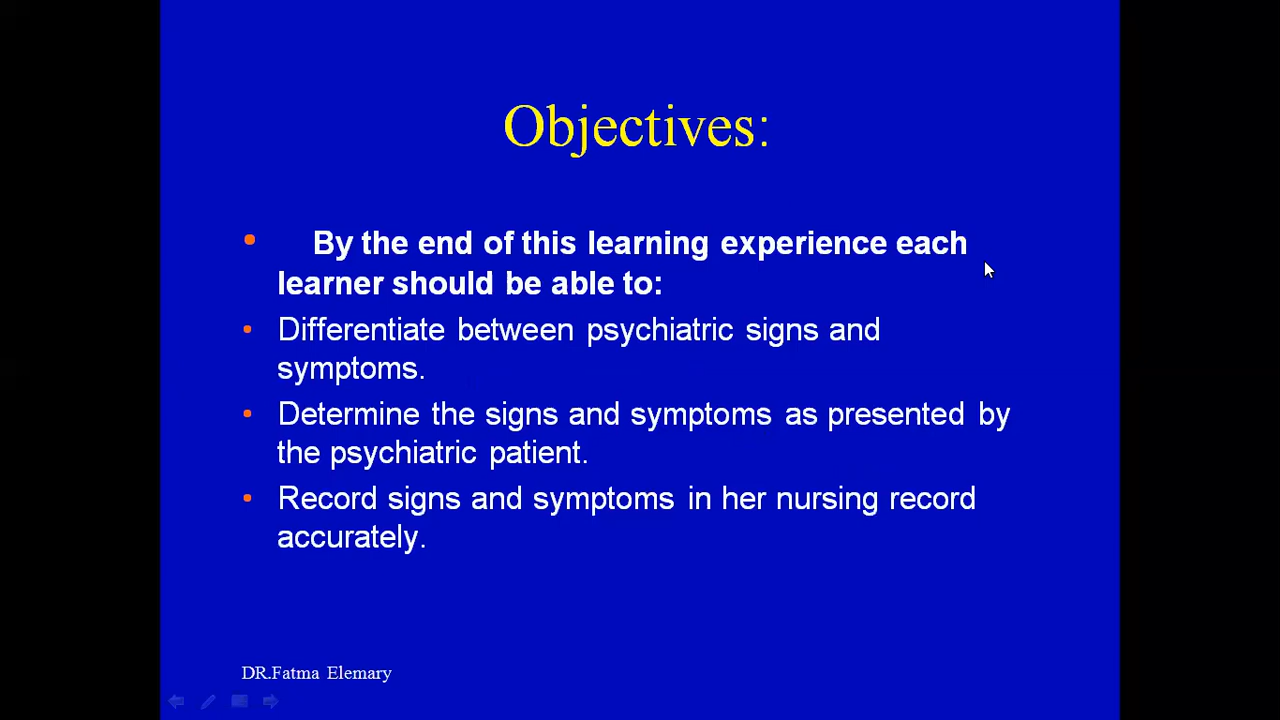 Objectives:
• By the end of this learning experience each
learner should be able to:
• Differentiate between psychiatric signs and
symptoms.
• Determine the signs and symptoms as presented by
the psychiatric patient.
• Record signs and symptoms in her nursing record
accurately.
DR.Fatma Elemary